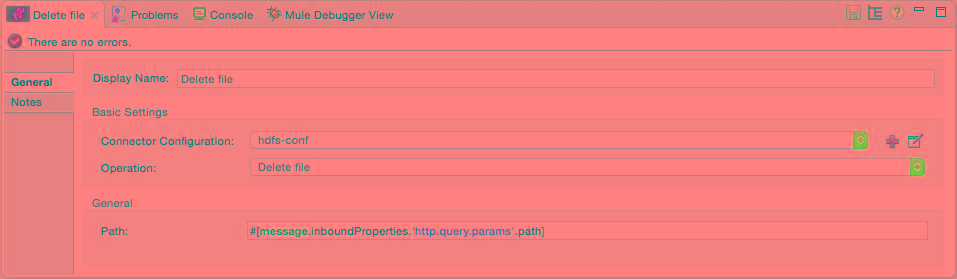 Delete file Problems Console Mule Debugger View
There are no errors.
General
Notes
Display Name: Delete file
Basic Settings
Connector Configuration: hdfs-conf
Operation: Delete file
General
Path: #[message.inboundProperties.'http.query.params'.path]